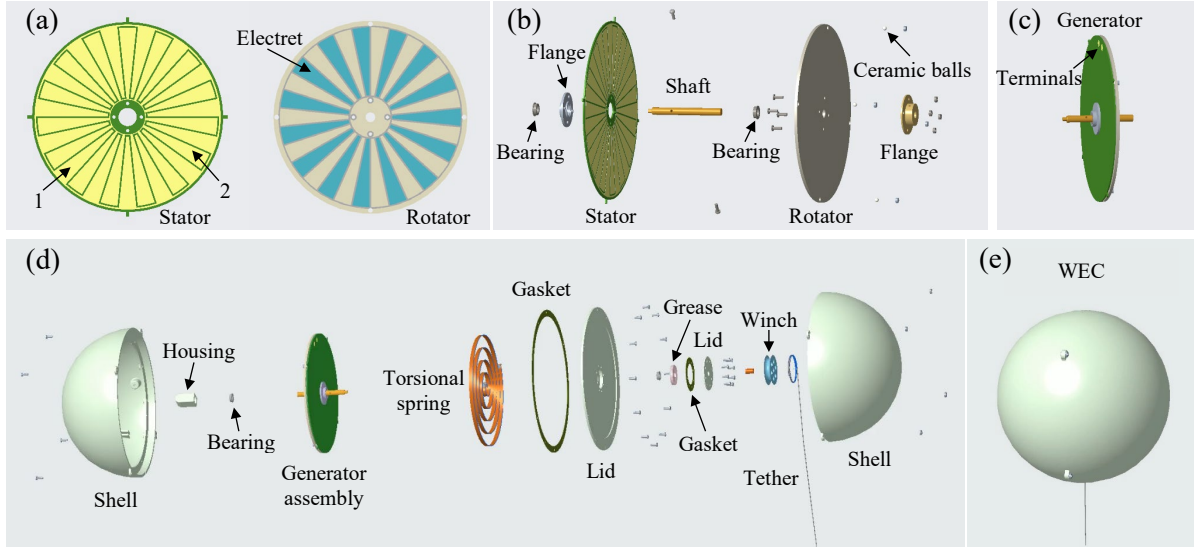 (a)
Electret
1
2
Stator
Rotator
(b)
Flange
Bearing
Stator
Shaft
Bearing
Rotator
Ceramic balls
Flange
(c)
Generator
Terminals
(d)
Shell
Housing
Bearing
Generator
assembly
Torsional
spring
Gasket
Lid
Grease
Lid
Gasket
Winch
Tether
Shell
(e)
WEC